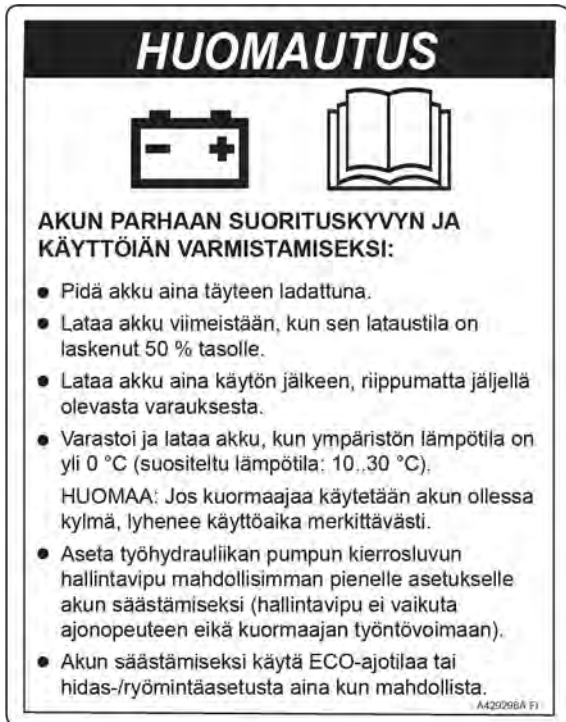 HUOMAUTUS
AKUN PARHAAN SUORITUSKYVYN JA
KÄYTTÖIÄN VARMISTAMISEKSI:
● Pidä akku aina täyteen ladattuna.
● Lataa akku viimeistään, kun sen lataustila on
laskenut 50 % tasolle.
● Lataa akku aina käytön jälkeen, riippumatta jäljellä
olevasta varauksesta.
● Varastoi ja lataa akku, kun ympäristön lämpötila on
yli 0 °C (suositeltu lämpötila: 10..30 °C).
HUOMAA: Jos kuormaajaa käytetään akun ollessa
kylmä, lyhenee käyttöaika merkittävästi.
● Aseta työhydrauliikan pumpun kierrosluvun
hallintavipu mahdollisimman pienelle asetukselle
akun säästämiseksi (hallintavipu ei vaikuta
ajonopeuteen eikä kuormaajan työntövoimaan).
● Akun säästämiseksi käytä ECO-ajotilaa tai
hidas-/ryömintäasetusta aina kun mahdollista.
A429296A FI